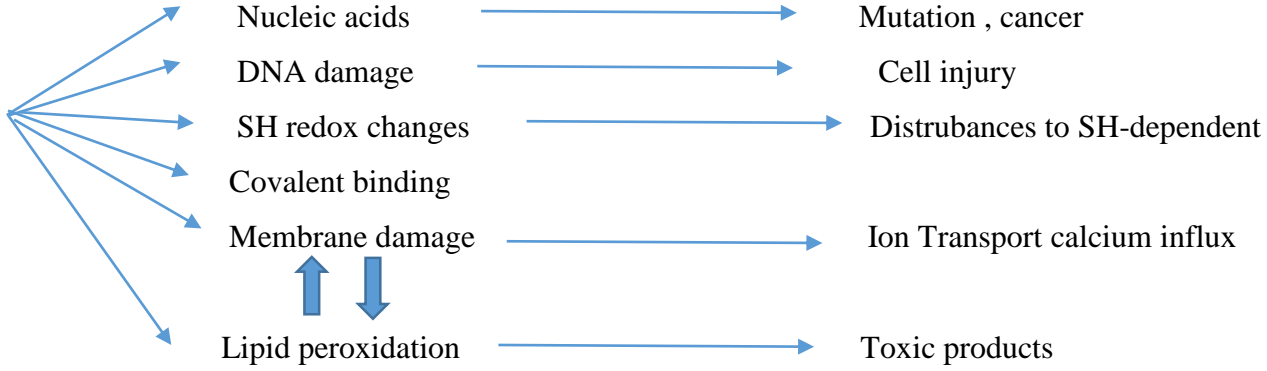 Nucleic acids Mutation , cancer
DNA damage Cell injury
SH redox changes Distrubances to SH-dependent
Covalent binding
Membrane damage Ion Transport calcium influx
Lipid peroxidation Toxic products